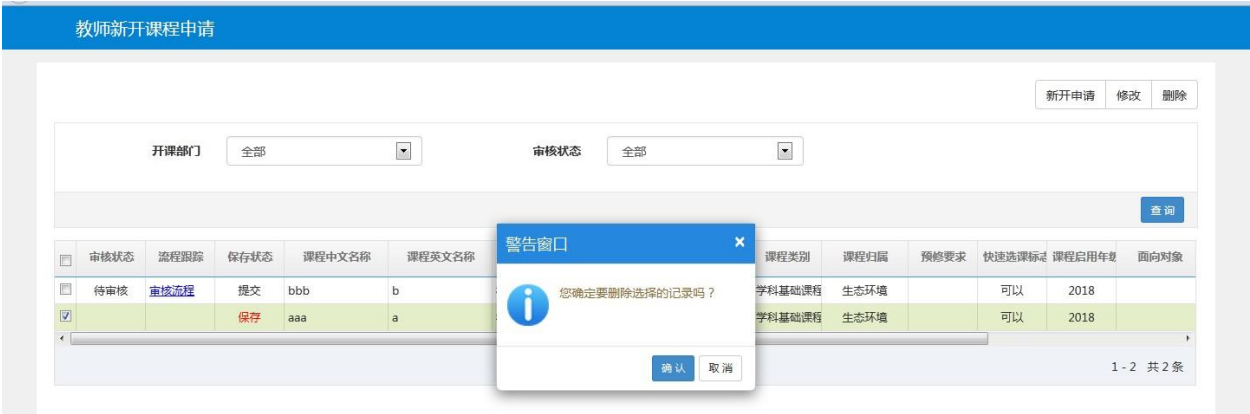 教师新开课程申请
新开申请 修改 删除
开课部门 全部 审核状态 全部
查询
警告窗口 ×
审核状态 流程跟踪 保存状态 课程中文名称 课程英文名称 课程类别 课程归属 预修要求 快速选课标志 课程启用年级 面向对象
待审核 审核流程 提交 bbb b 学科基础课程 生态环境 可以 2018
您确定要删除选择的记录吗？
保存 aaa a 学科基础课程 生态环境 可以 2018
1 - 2 共 2 条
确认 取消